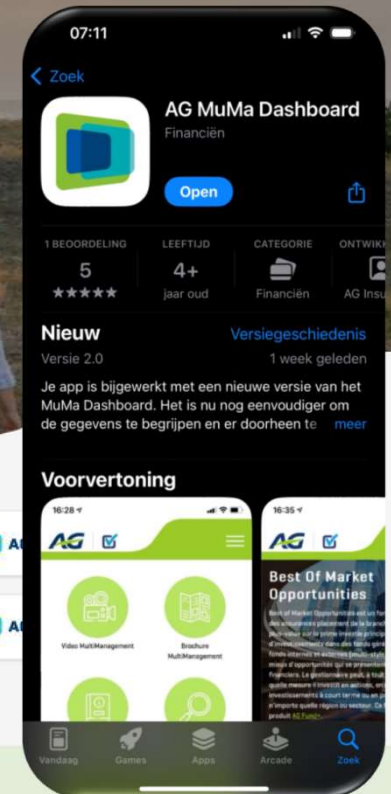 07:11
Zoek
AG MuMa Dashboard
Financiën
Open
1 BEOORDELING
LEEFTIJD
CATEGORIE
5
4+
★★★★★
jaar oud
Financiën
AG Insu
Nieuw
Versiegeschiedenis
Versie 2.0
1 week geleden
Je app is bijgewerkt met een nieuwe versie van het
MuMa Dashboard. Het is nu nog eenvoudiger om
de gegevens te begrijpen en er doorheen te meer
Voorvertoning
16:28
AG
Video MultiManagement
Brochure
MultiManagement
16:35
AG
Best Of Market
Opportunities
produit AG Fund+.
Vandaag
Games
Apps
Arcade
Zoek